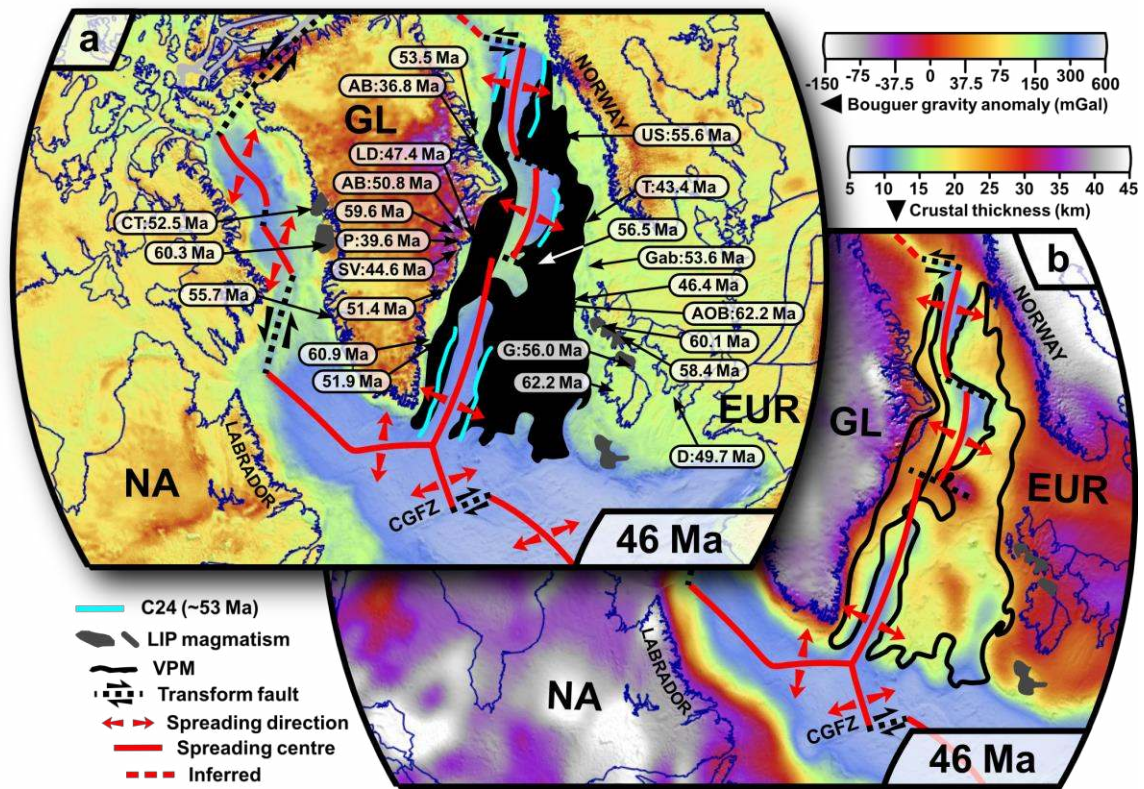 a
GL
NORWAY
53.5 Ma
AB:36.8 Ma
US:55.6 Ma
LD:47.4 Ma
AB:50.8 Ma
T:43.4 Ma
CT:52.5 Ma
59.6 Ma
56.5 Ma
60.3 Ma
P:39.6 Ma
SV:44.6 Ma
Gab:53.6 Ma
55.7 Ma
51.4 Ma
46.4 Ma
AOB:62.2 Ma
60.1 Ma
60.9 Ma
G:56.0 Ma
58.4 Ma
51.9 Ma
62.2 Ma
EUR
D:49.7 Ma
NA
LABRADOR
CGFZ
46 Ma
-150 -75 -37.5 0 37.5 75 150 300 600
Bouguer gravity anomaly (mGal)
5 10 15 20 25 30 35 40 45
Crustal thickness (km)
b
NORWAY
GL
EUR
NA
LABRADOR
CGFZ
46 Ma
C24 (~53 Ma)
LIP magmatism
VPM
Transform fault
Spreading direction
Spreading centre
Inferred